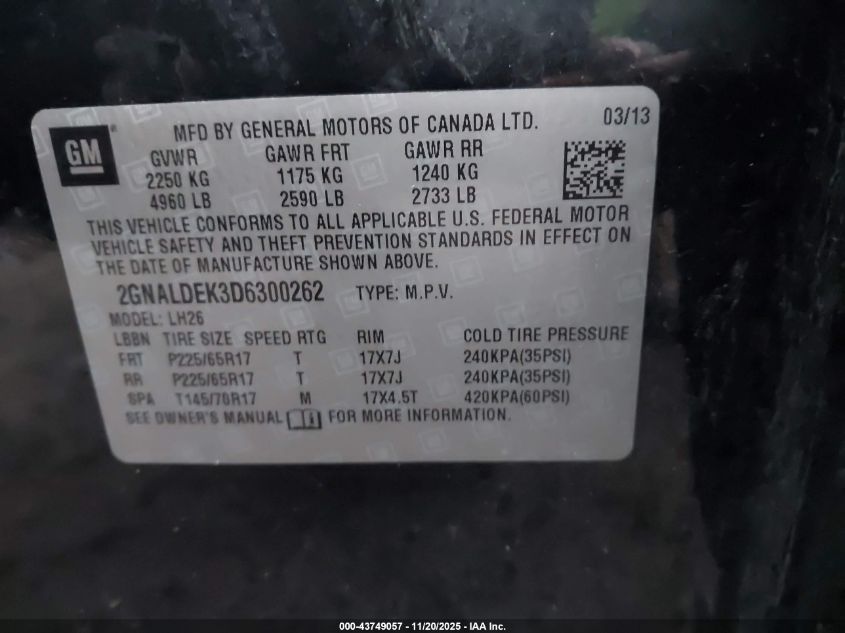 GM
MFD BY GENERAL MOTORS OF CANADA LTD.
03/13
GVWR GAWR FRT GAWR RR
2250 KG 1175 KG 1240 KG
4960 LB 2590 LB 2733 LB
THIS VEHICLE CONFORMS TO ALL APPLICABLE U.S. FEDERAL MOTOR
VEHICLE SAFETY AND THEFT PREVENTION STANDARDS IN EFFECT ON
THE DATE OF MANUFACTURE SHOWN ABOVE.
2GNALDEK3D6300262 TYPE: M.P.V.
MODEL: LH26
LBBN TIRE SIZE SPEED RTG RIM COLD TIRE PRESSURE
FRT P225/65R17 T 17X7J 240KPA(35PSI)
RR P225/65R17 T 17X7J 240KPA(35PSI)
SPA T145/70R17 M 17X4.5T 420KPA(60PSI)
SEE OWNER'S MANUAL FOR MORE INFORMATION.
000-43749057 - 11/20/2025 - IAA Inc.